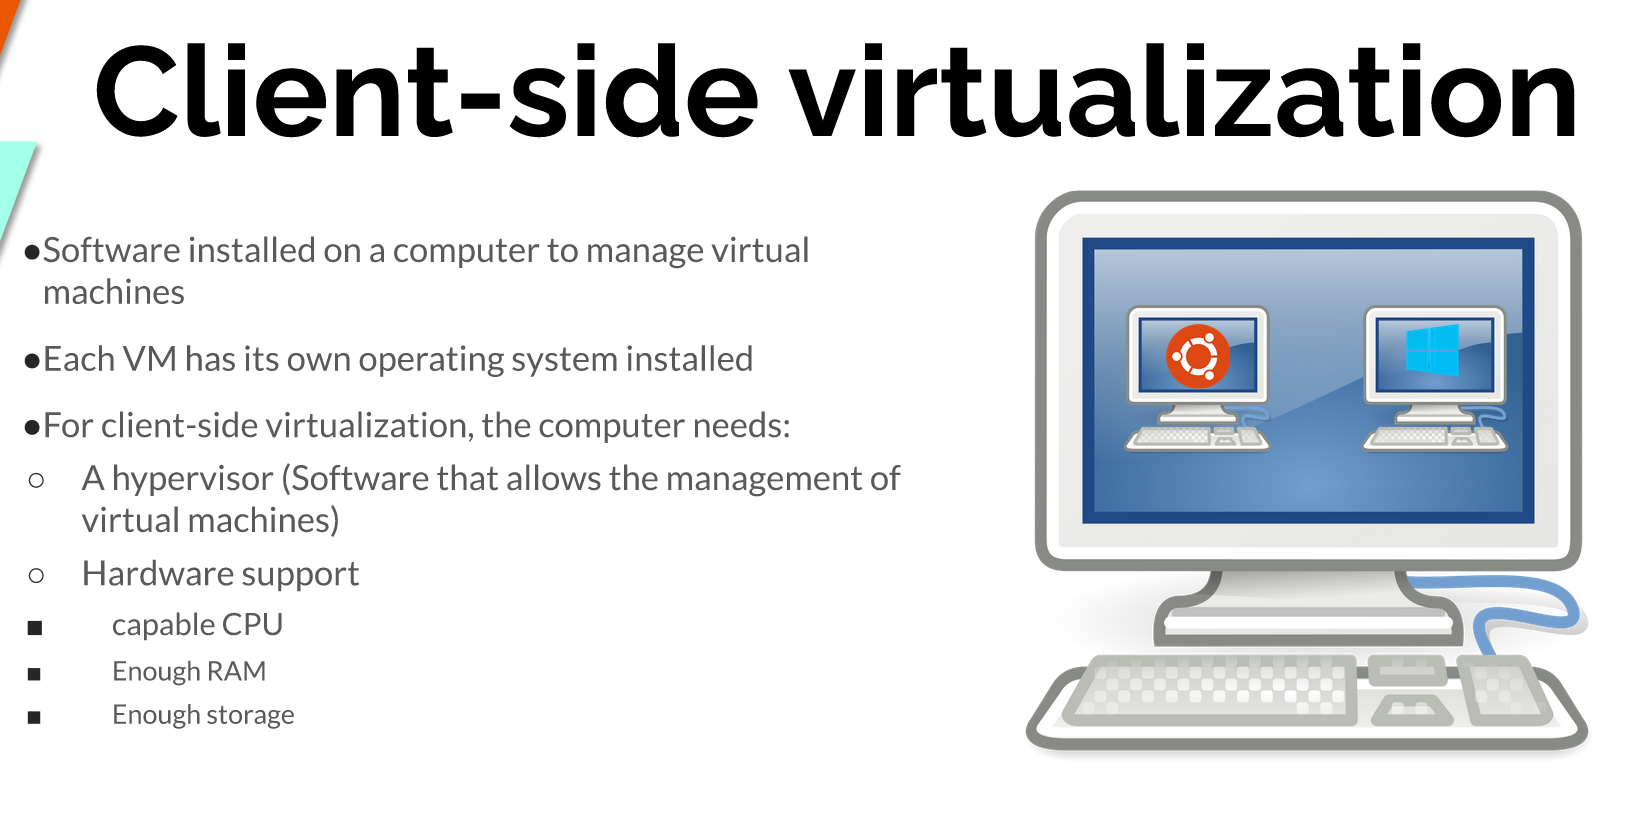 Client-side virtualization
●Software installed on a computer to manage virtual
machines
●Each VM has its own operating system installed
●For client-side virtualization, the computer needs:
○ A hypervisor (Software that allows the management of
virtual machines)
○ Hardware support
■ capable CPU
■ Enough RAM
■ Enough storage